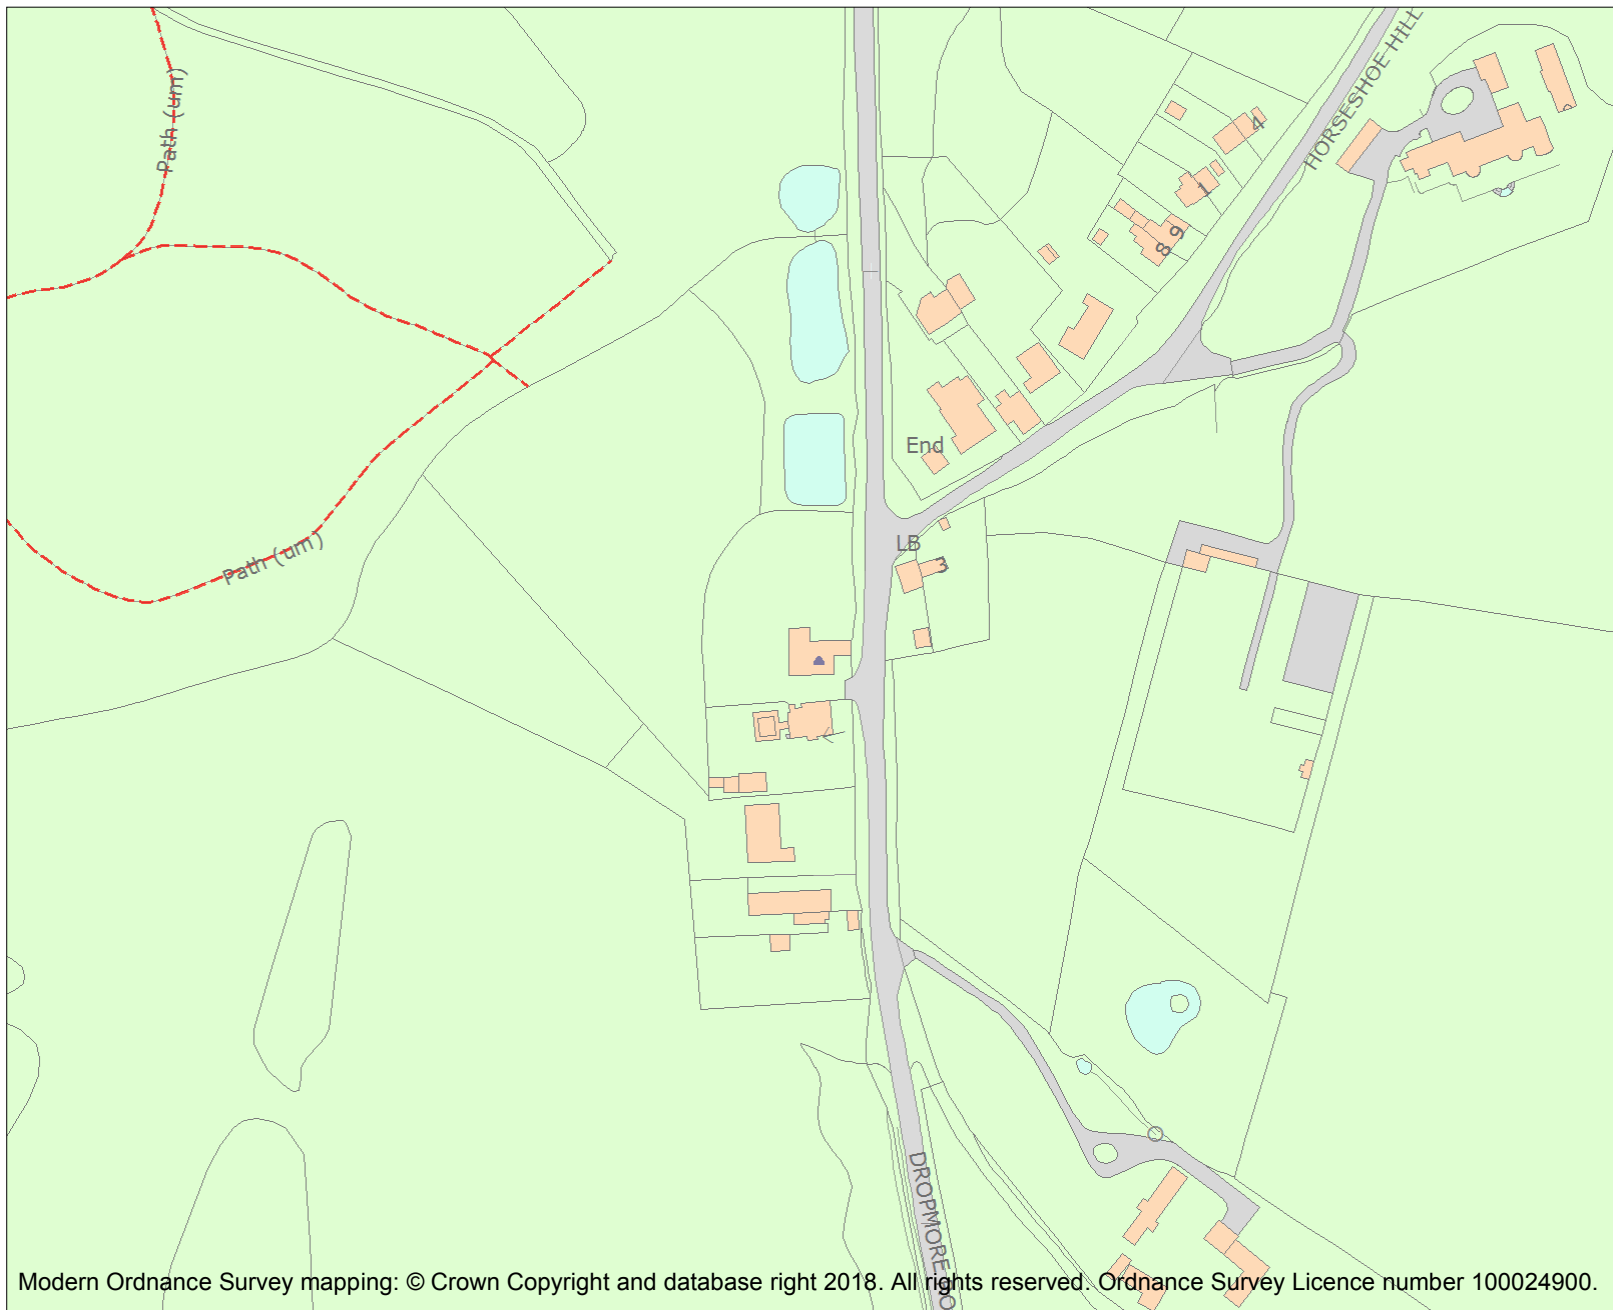 Path (um)
HORSESHOE HILL
4
1
9
8
End
LB
3
Path (um)
DROPMORE
Modern Ordnance Survey mapping: © Crown Copyright and database right 2018. All rights reserved. Ordnance Survey Licence number 100024900.